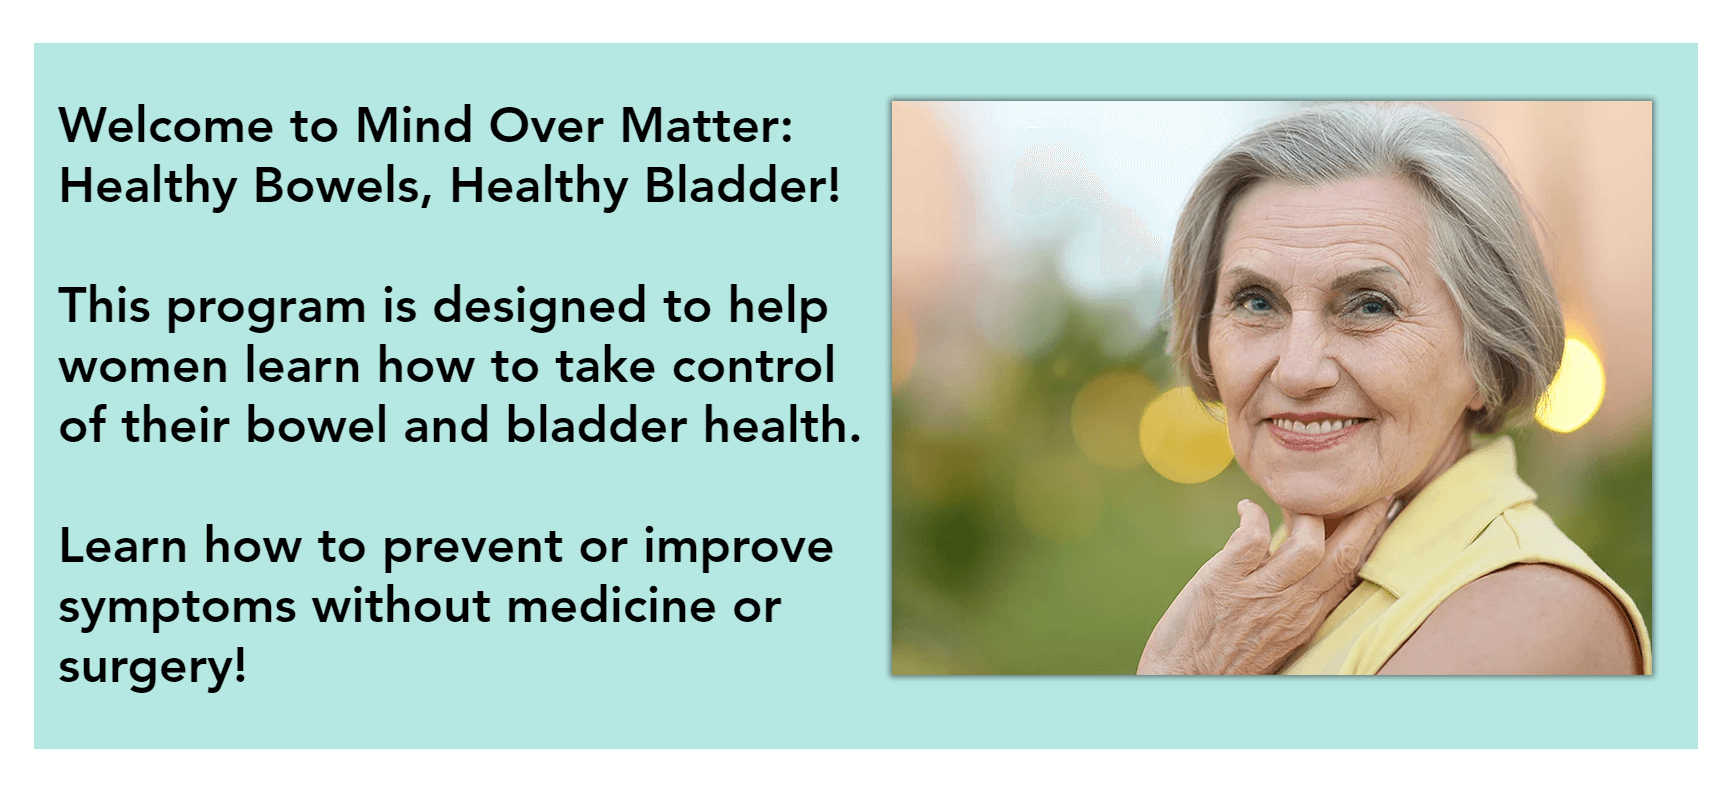 Welcome to Mind Over Matter:
Healthy Bowels, Healthy Bladder!
This program is designed to help
women learn how to take control
of their bowel and bladder health.
Learn how to prevent or improve
symptoms without medicine or
surgery!